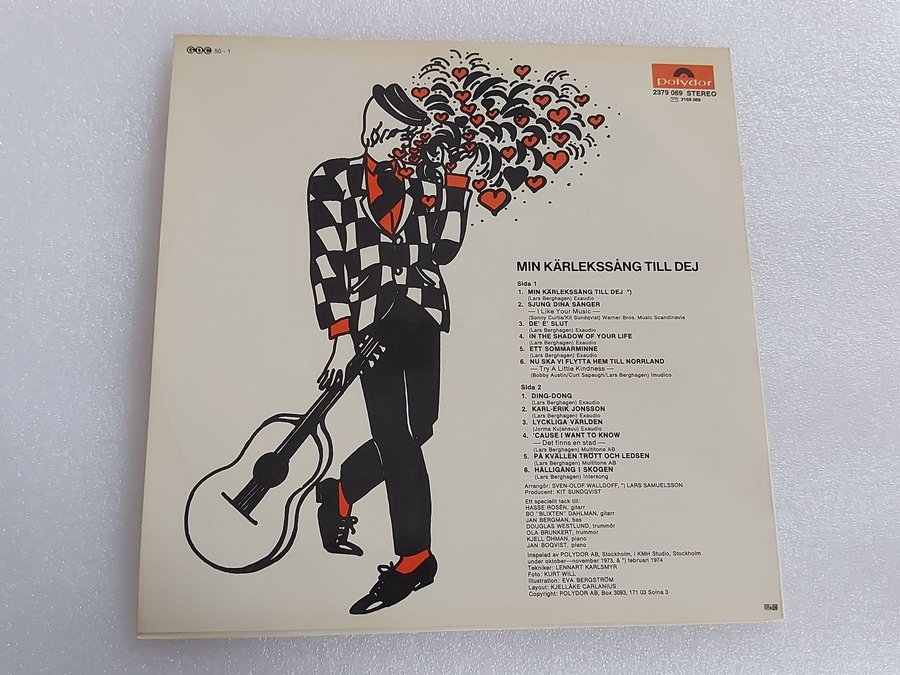 GDC 50 - 1
Polydor
2379 069 STEREO
3188 069
MIN KÄRLEKSSÅNG TILL DEJ
Sida 1
1. MIN KÄRLEKSSÅNG TILL DEJ *)
(Lars Berghagen) Exaudio
2. SJUNG DINA SÅNGER
— I Like Your Music —
(Sonny Curtis/Kit Sundqvist) Warner Bros. Music Scandinavia
3. DE' E' SLUT
(Lars Berghagen) Exaudio
4. IN THE SHADOW OF YOUR LIFE
(Lars Berghagen) Exaudio
5. ETT SOMMARMINNE
(Lars Berghagen) Exaudio
6. NU SKA VI FLYTTA HEM TILL NORRLAND
— Try A Little Kindness —
(Bobby Austin/Curt Sapaugh/Lars Berghagen) Imudico
Sida 2
1. DING-DONG
(Lars Berghagen) Exaudio
2. KARL-ERIK JONSSON
(Lars Berghagen) Exaudio
3. LYCKLIGA VÄRLDEN
(Jorma Kujansuu) Exaudio
4. 'CAUSE I WANT TO KNOW
— Det finns en stad —
(Lars Berghagen) Multitone AB
5. PÅ KVÄLLEN TRÖTT OCH LEDSEN
(Lars Berghagen) Multitone AB
6. HÅLLIGÅNG I SKOGEN
(Lars Berghagen) Intersong
Arrangör: SVEN-OLOF WALLDOFF, *) LARS SAMUELSSON
Producent: KIT SUNDQVIST
Ett speciellt tack till:
HASSE ROSÉN, gitarr
BO "BLIXTEN" DAHLMAN, gitarr
JAN BERGMAN, bas
DOUGLAS WESTLUND, trummör
OLA BRUNKERT, trummor
KJELL ÖHMAN, piano
JAN BOQVIST, piano
Inspelad av POLYDOR AB, Stockholm, i KMH Studio, Stockholm
under oktober—november 1973, & *) februari 1974
Tekniker: LENNART KARLSMYR
Foto: KURT WILL
Illustration: EVA BERGSTRÖM
Layout: KJELLÅKE CARLANIUS
Copyright: POLYDOR AB, Box 3093, 171 03 Solna 3